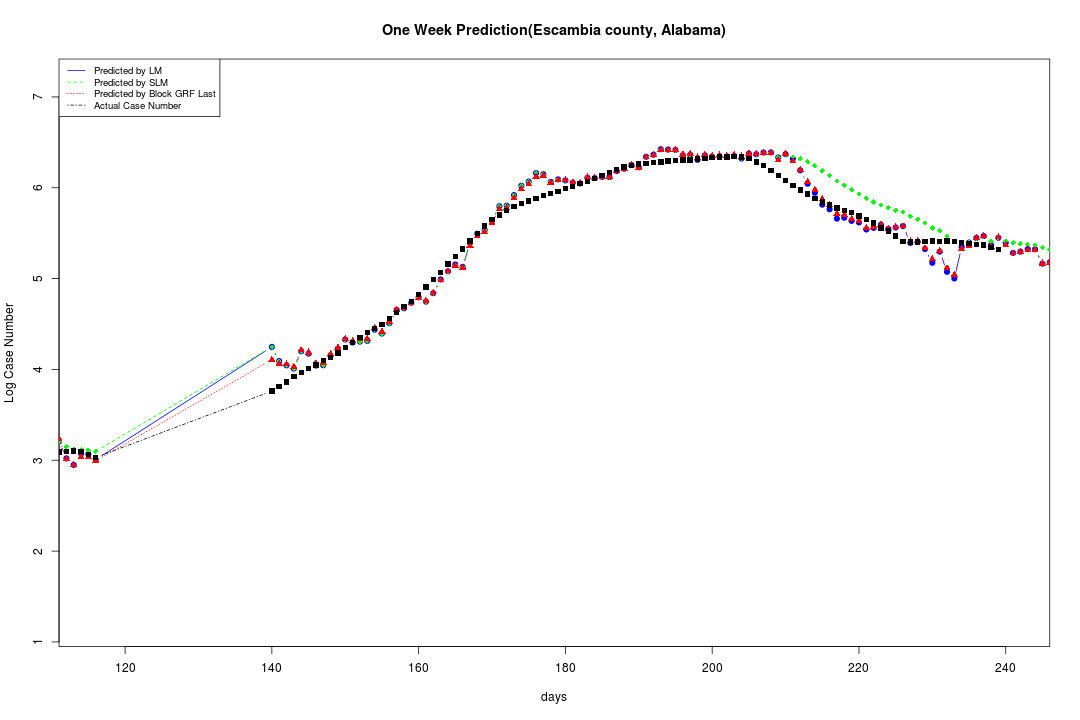 One Week Prediction(Escambia county, Alabama)
Predicted by LM
Predicted by SLM
Predicted by Block GRF Last
Actual Case Number
7
6
5
4
3
2
1
Log Case Number
120 140 160 180 200 220 240
days